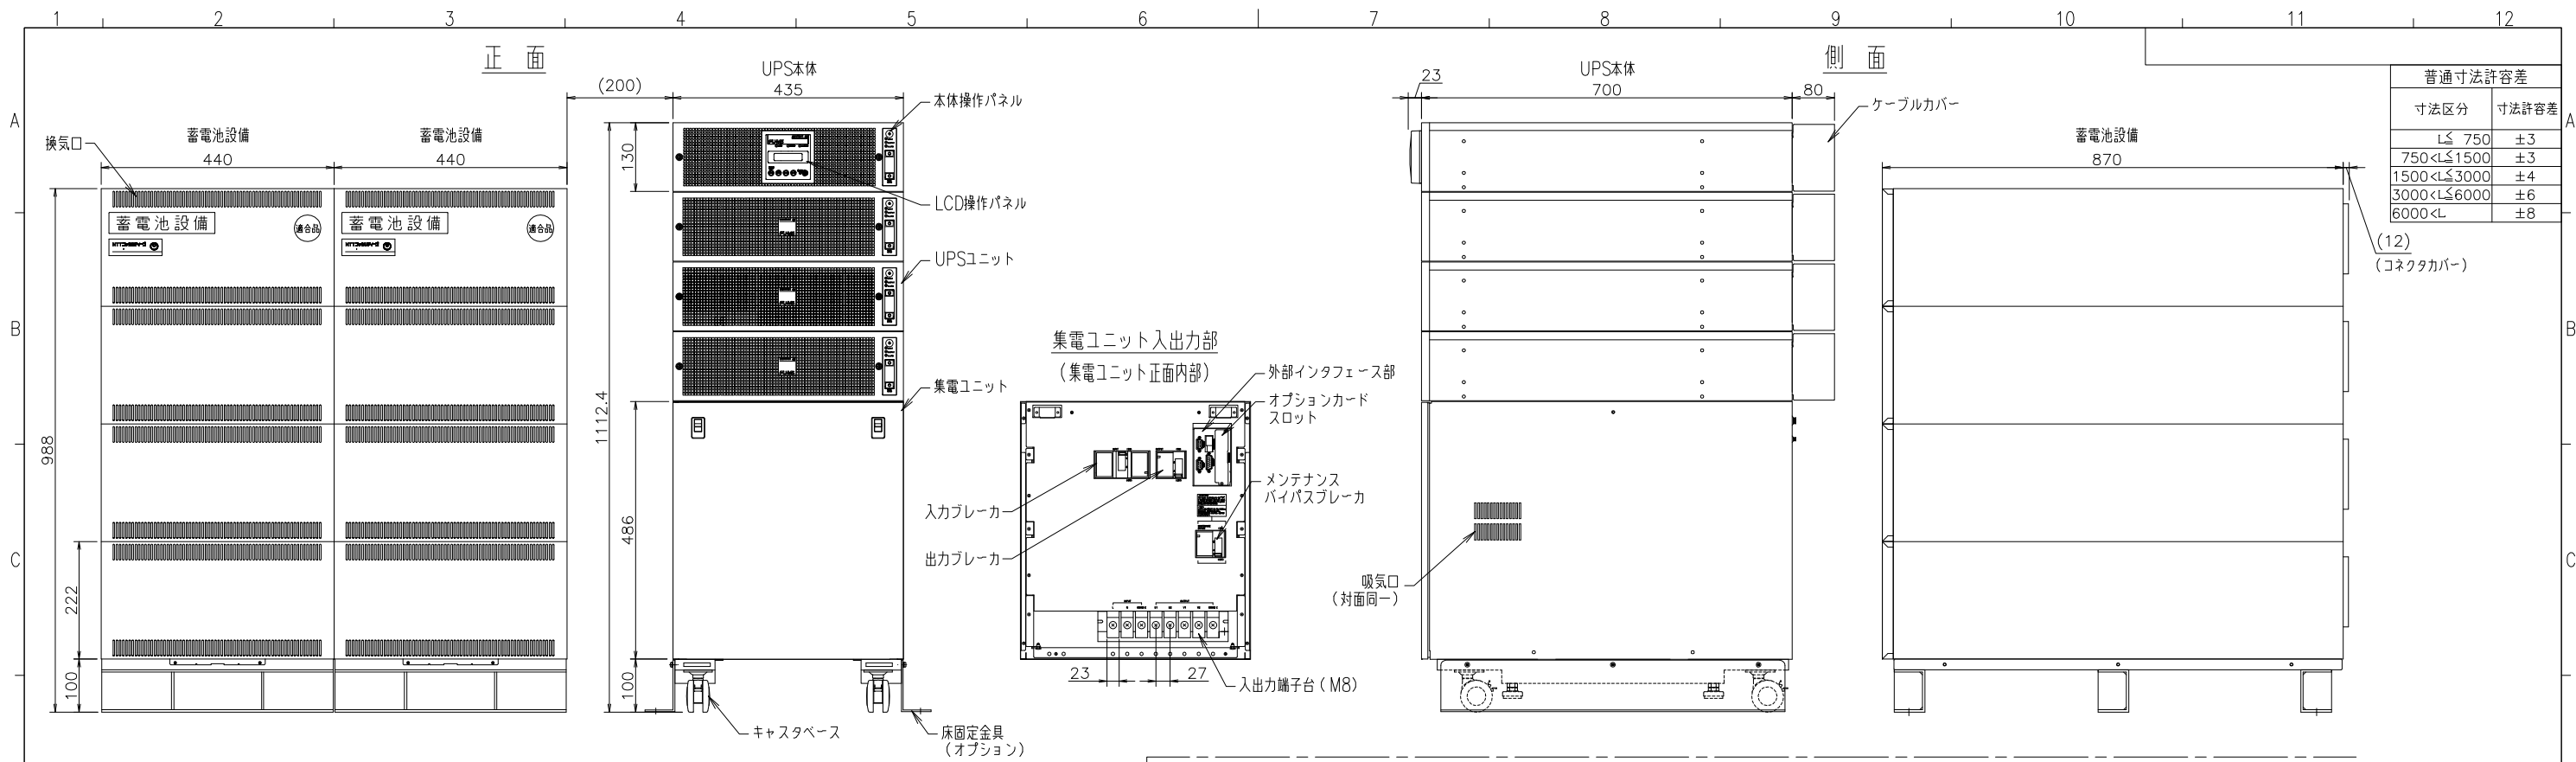 1 2 3 4 5 6 7 8 9 10 11 12
A
B
C
正 面
換気口
蓄電池設備
440
蓄電池設備
440
(200)
UPS本体
435
本体操作パネル
LCD操作パネル
UPSユニット
集電ユニット
蓄電池設備
適合品
蓄電池設備
適合品
988
222
100
1112.4
130
486
100
キャスタベース
床固定金具
(オプション)
集電ユニット入出力部
(集電ユニット正面内部)
外部インタフェース部
オプションカード
スロット
メンテナンス
バイパスブレーカ
入力ブレーカ
出力ブレーカ
23
27
入出力端子台(M8)
側 面
23
UPS本体
700
80
ケーブルカバー
吸気口
(対面同一)
蓄電池設備
870
(12)
(コネクタカバー)
普通寸法許容差
寸法区分 寸法許容差
L≦ 750 ±3
750<L≦1500 ±3
1500<L≦3000 ±4
3000<L≦6000 ±6
6000<L ±8
A
B
C